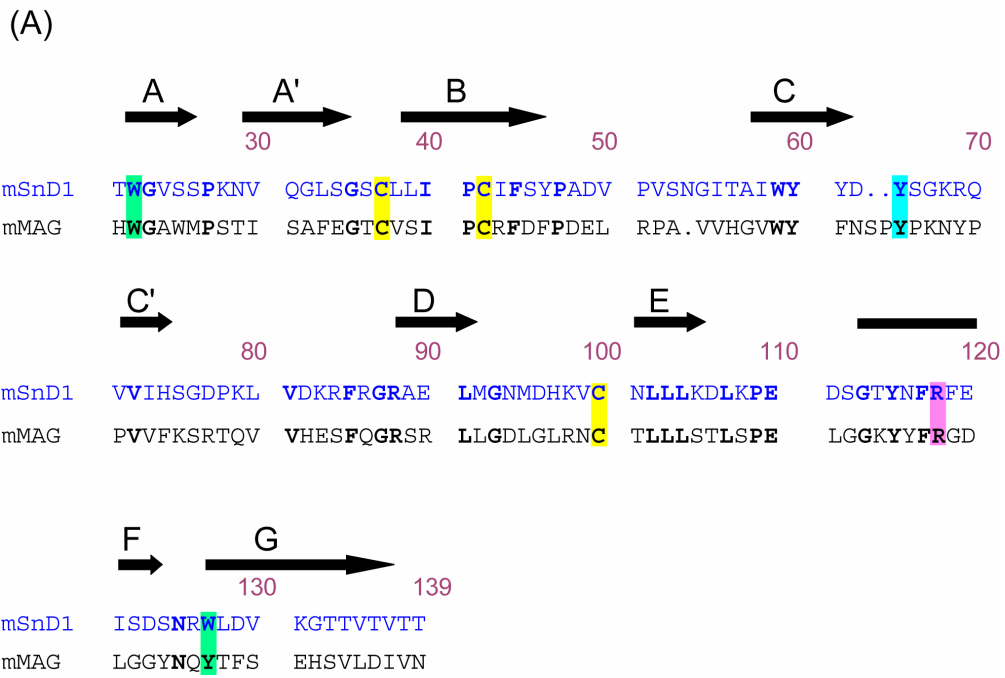 (A)
A A' B C
30 40 50 60 70
mSnD1 TWGVSSPKNV QGLSGSCLLI PCIFSYPADV PVSNGITAIWYY YD..YSGKRQ
mMAG HWGAWMPSTI SAFEGTCVSI PCRFDFPDEL RPA.VVHGVWYF FNSPYPKNYP
C' D E
80 90 100 110 120
mSnD1 VVIHSGDPKL VDKRFRGRAE LMGNMDHKVC NLLLKDLKPE DSGTYNFRFE
mMAG PVVFKSRTQV VHESFQGRSR LLGDLGLRNC TLLLSTLSPE LGGKYYFRGD
F G
130 139
mSnD1 ISDSNRWLDV KGTTVTVTT
mMAG LGGYNQYTFS EHSVLDIVN